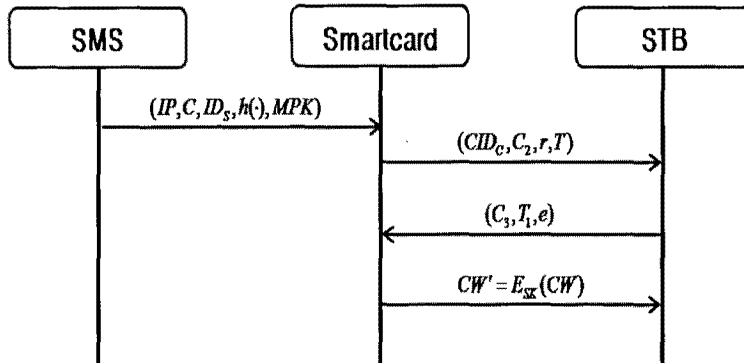 SMS
Smartcard
STB
(IP, C, ID_S, h(·), MPK)
(CID_C, C_2, r, T)
(C_3, T_1, e)
CW' = E_SK(CW)